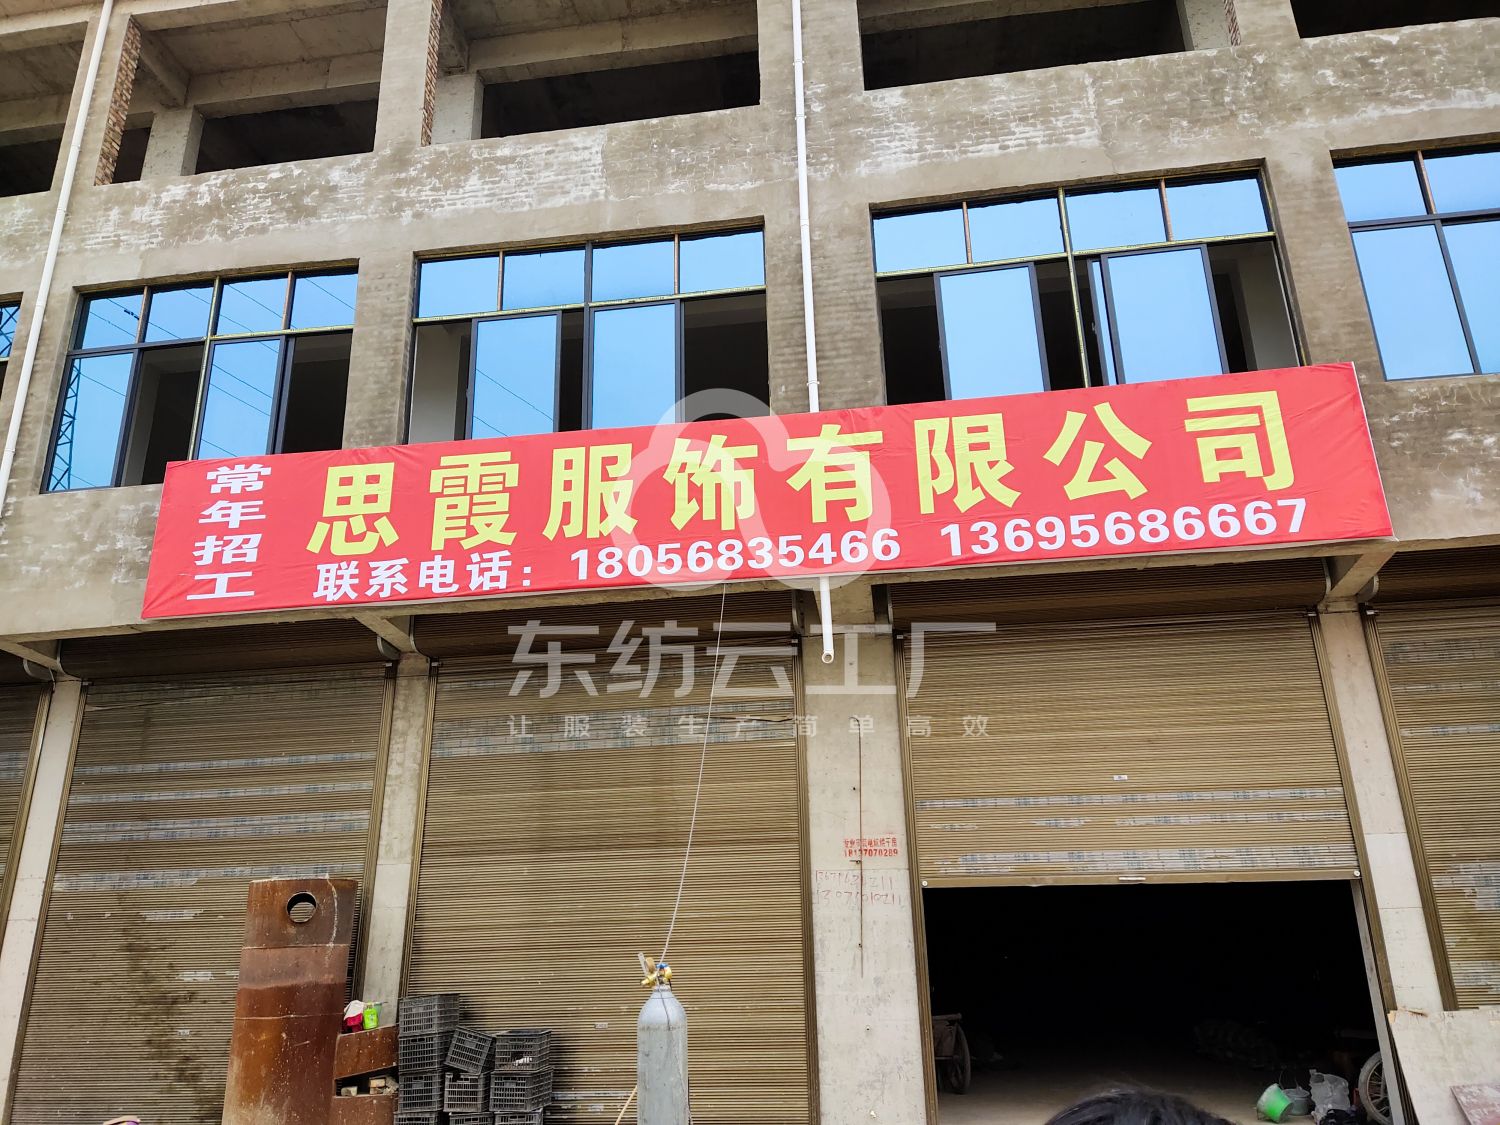 常年招工
思霞服饰有限公司
联系电话：18056835466 13695686667
东纺云工厂
让服装生产简单高效